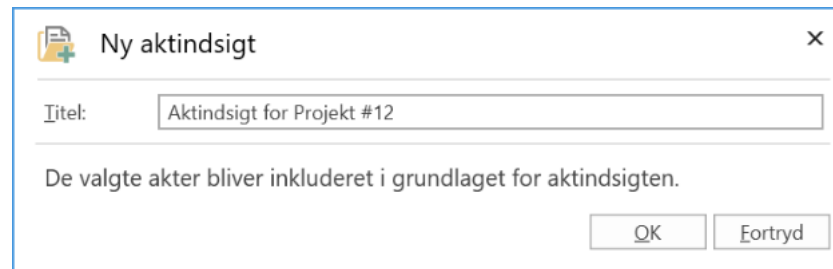 Ny aktindsigt
Titel: Aktindsigt for Projekt #12
De valgte akter bliver inkluderet i grundlaget for aktindsigten.
OK Fortryd